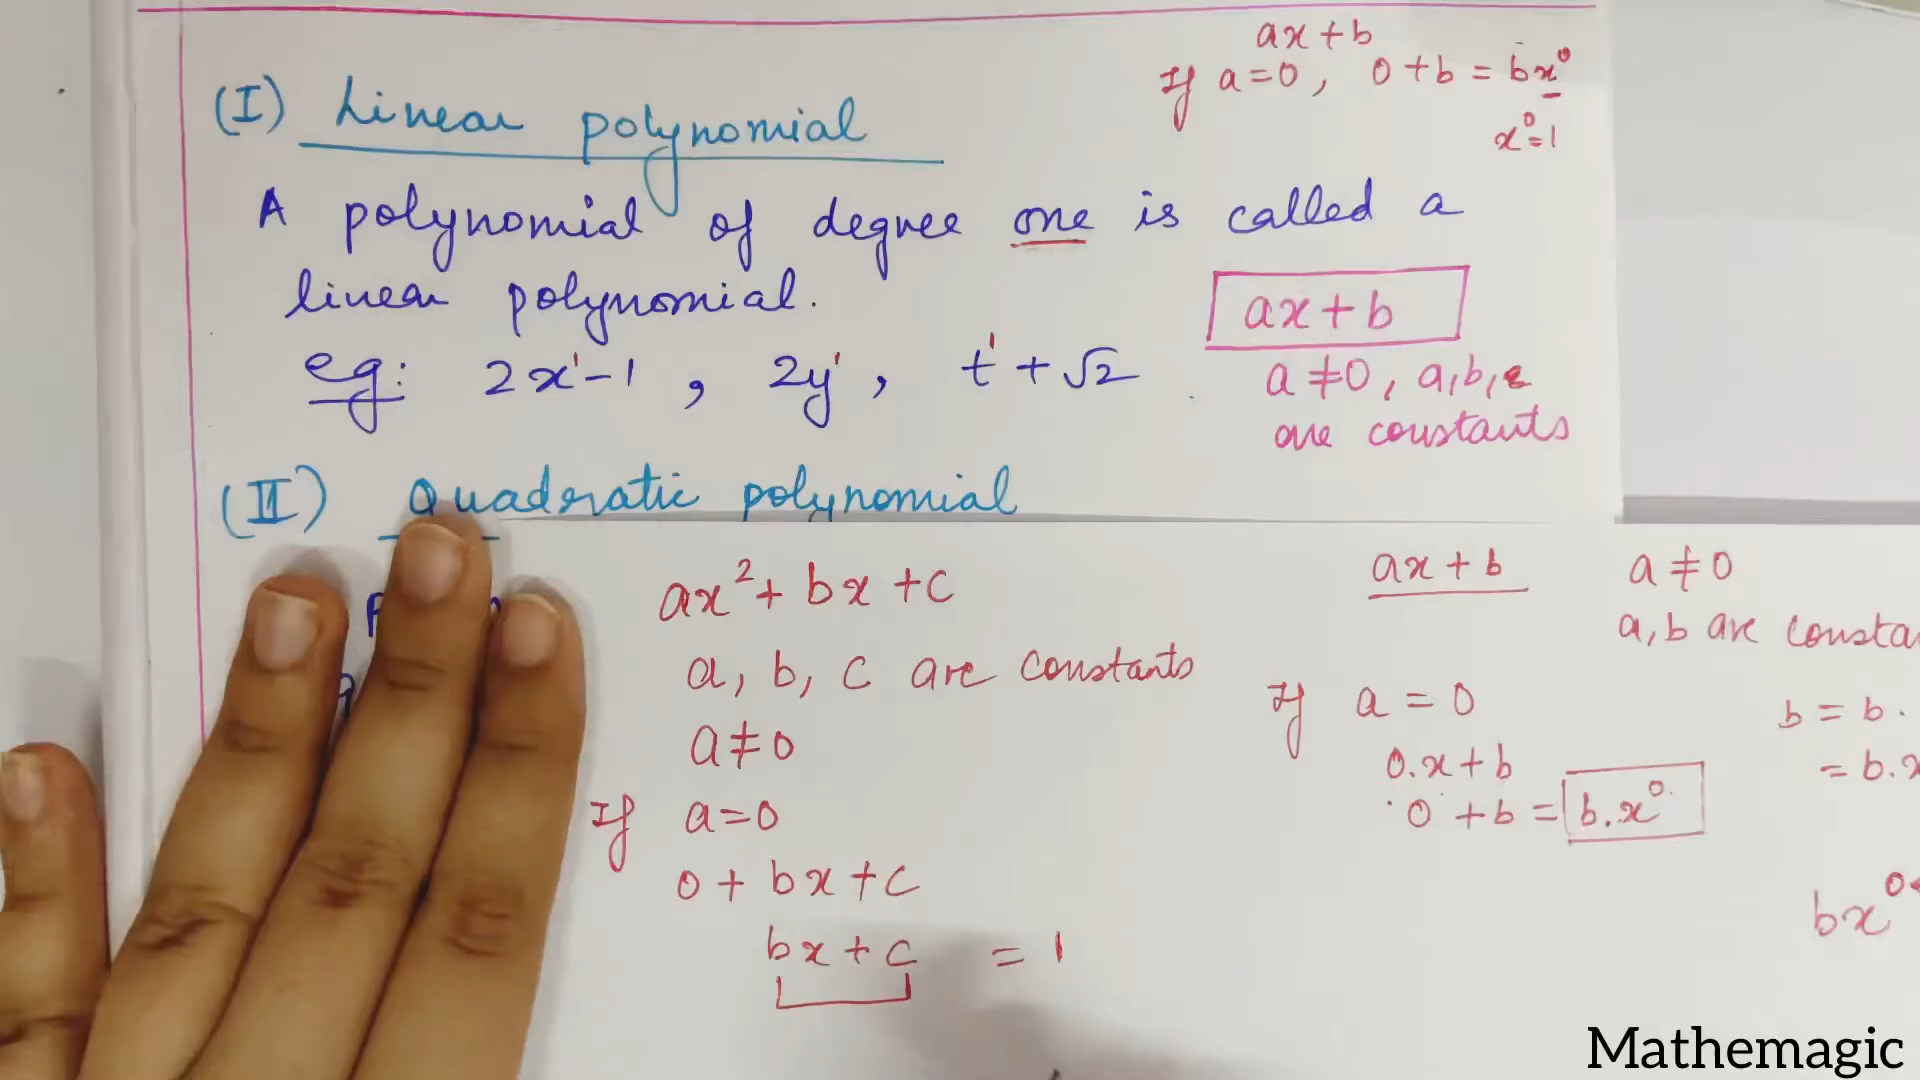 ax + b
If a=0, 0+b = bx⁰
x⁰=1
(I) Linear polynomial
A polynomial of degree one is called a
linear polynomial.
ax+b
eg: 2x¹-1, 2y¹, t¹+√2
a≠0, a,b,
are constants
(II) Quadratic polynomial
ax²+ bx +c
a, b, c are constants
a≠0
If a=0
0+ bx+c
bx+c = 1
ax+b a≠0
a,b are
If a = 0
0.x+b
0 +b = b.x⁰
b = b.
= b.
bx⁰
Mathemagic